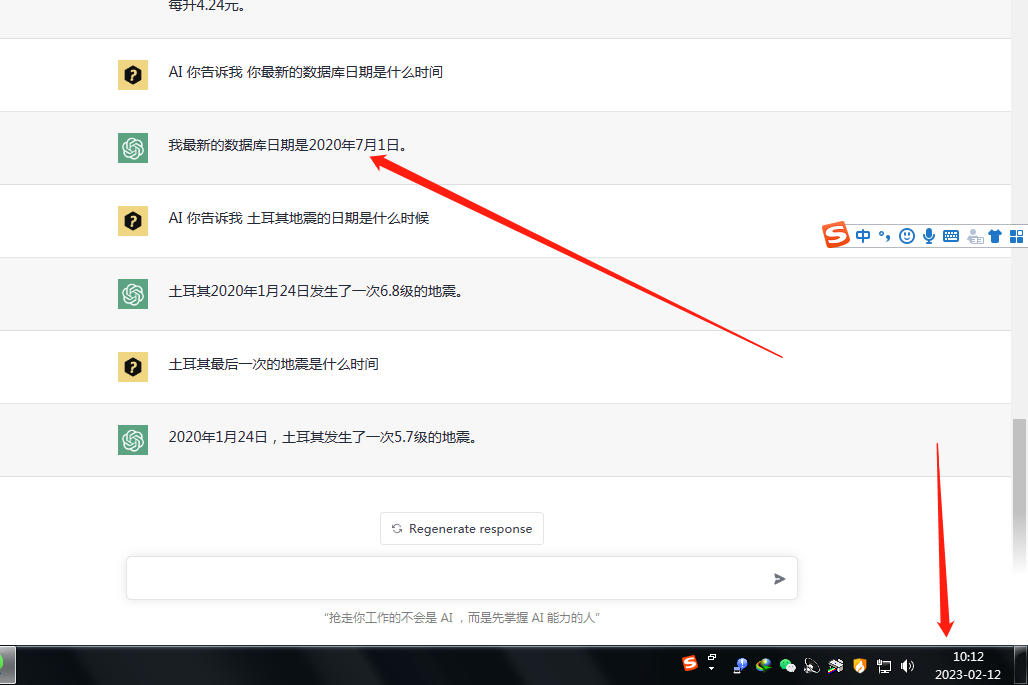 每升4.24元。
AI 你告诉我 你最新的数据库日期是什么时间
我最新的数据库日期是2020年7月1日。
AI 你告诉我 土耳其地震的日期是什么时候
中
土耳其2020年1月24日发生了一次6.8级的地震。
土耳其最后一次的地震是什么时间
2020年1月24日，土耳其发生了一次5.7级的地震。
Regenerate response
“抢走你工作的不会是 AI ，而是先掌握 AI 能力的人”
10:12
2023-02-12